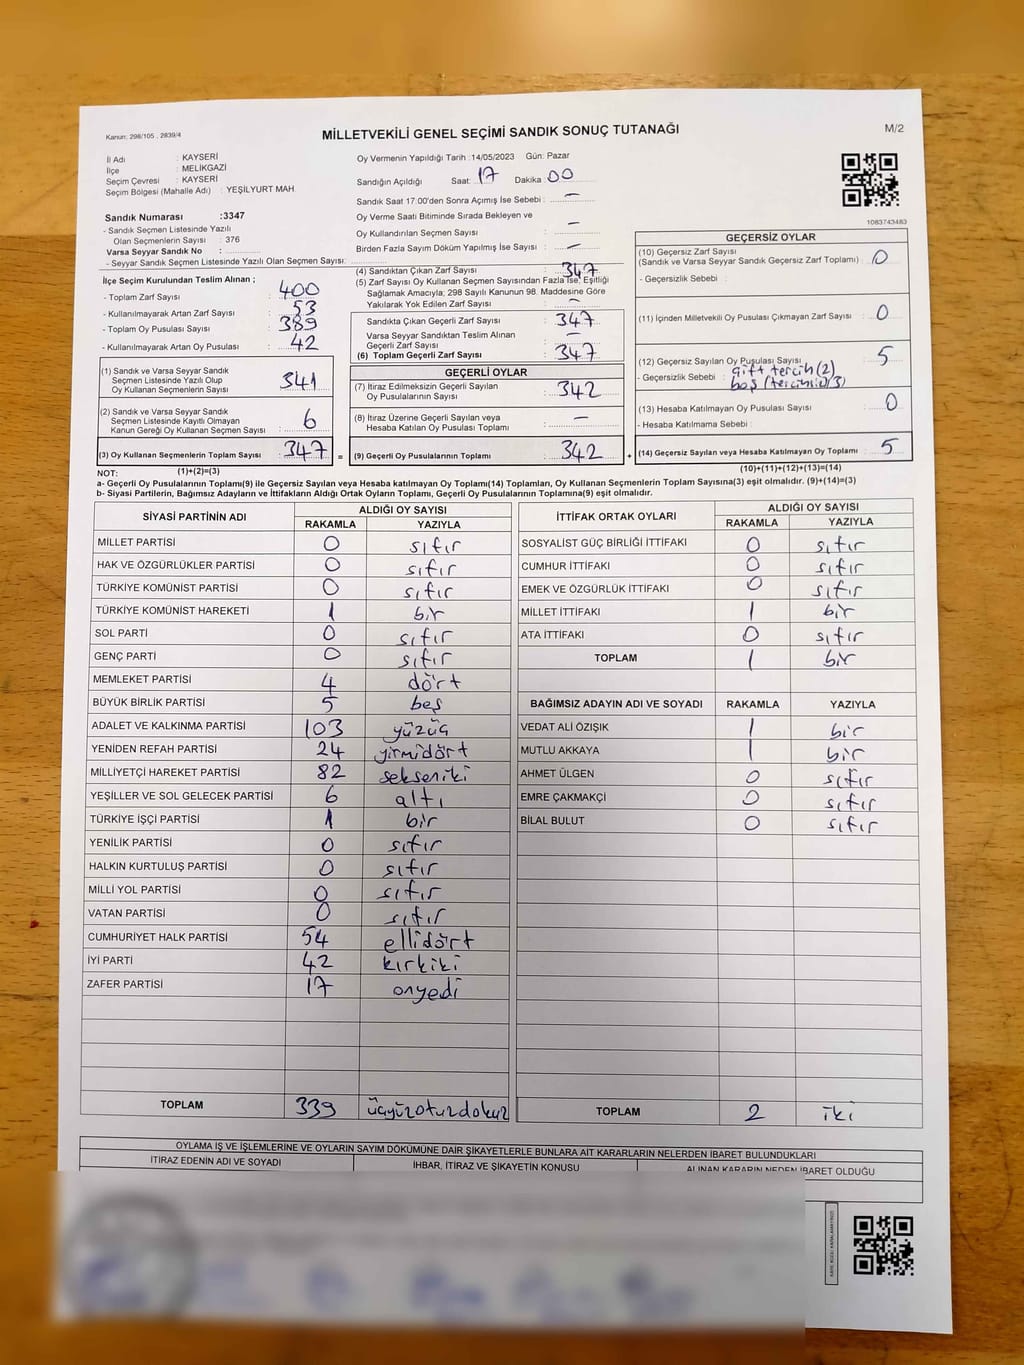 Kanun: 298/105 , 2839/4
MİLLETVEKİLİ GENEL SEÇİMİ SANDIK SONUÇ TUTANAĞI
M/2
İl Adı : KAYSERİ
İlçe : MELİKGAZİ
Seçim Çevresi : KAYSERİ
Seçim Bölgesi (Mahalle Adı) : YEŞİLYURT MAH.
Sandık Numarası :3347
- Sandık Seçmen Listesinde Yazılı
Olan Seçmenlerin Sayısı : 376
Varsa Seyyar Sandık No :
- Seyyar Sandık Seçmen Listesinde Yazılı Olan Seçmen Sayısı:
Oy Vermenin Yapıldığı Tarih :14/05/2023 Gün: Pazar
Sandığın Açıldığı Saat: 17 Dakika : 00
Sandık Saat 17.00'den Sonra Açımış İse Sebebi : —
Oy Verme Saati Bitiminde Sırada Bekleyen ve
Oy Kullandırılan Seçmen Sayısı : —
Birden Fazla Sayım Döküm Yapılmış İse Sayısı : —
1083743483
İlçe Seçim Kurulundan Teslim Alınan ;
- Toplam Zarf Sayısı : 400
- Kullanılmayarak Artan Zarf Sayısı : 53
- Toplam Oy Pusulası Sayısı : 389
- Kullanılmayarak Artan Oy Pusulası : 42
(1) Sandık ve Varsa Seyyar Sandık
Seçmen Listesinde Yazılı Olup
Oy Kullanan Seçmenlerin Sayısı : 341
(2) Sandık ve Varsa Seyyar Sandık
Seçmen Listesinde Kayıtlı Olmayan
Kanun Gereği Oy Kullanan Seçmen Sayısı : 6
(3) Oy Kullanan Seçmenlerin Toplam Sayısı : 347 =
(1)+(2)=(3)
(4) Sandıktan Çıkan Zarf Sayısı : 347
(5) Zarf Sayısı Oy Kullanan Seçmen Sayısından Fazla İse, Eşitliği
Sağlamak Amacıyla; 298 Sayılı Kanunun 98. Maddesine Göre
Yakılarak Yok Edilen Zarf Sayısı : —
Sandıkta Çıkan Geçerli Zarf Sayısı : 347
Varsa Seyyar Sandıktan Teslim Alınan
Geçerli Zarf Sayısı : —
(6) Toplam Geçerli Zarf Sayısı : 347
GEÇERLİ OYLAR
(7) İtiraz Edilmeksizin Geçerli Sayılan
Oy Pusulalarının Sayısı : 342
(8) İtiraz Üzerine Geçerli Sayılan veya
Hesaba Katılan Oy Pusulası Toplamı : —
(9) Geçerli Oy Pusulalarının Toplamı : 342 +
GEÇERSİZ OYLAR
(10) Geçersiz Zarf Sayısı
(Sandık ve Varsa Seyyar Sandık Geçersiz Zarf Toplamı) : 0
- Geçersizlik Sebebi :
(11) İçinden Milletvekili Oy Pusulası Çıkmayan Zarf Sayısı : 0
(12) Geçersiz Sayılan Oy Pusulası Sayısı : 5
- Geçersizlik Sebebi : çift tercih (2)
boş (tercihsiz) (3)
(13) Hesaba Katılmayan Oy Pusulası Sayısı : 0
- Hesaba Katılmama Sebebi :
(14) Geçersiz Sayılan veya Hesaba Katılmayan Oy Toplamı : 5
(10)+(11)+(12)+(13)=(14)
NOT:
a- Geçerli Oy Pusulalarının Toplamı(9) ile Geçersiz Sayılan veya Hesaba Katılmayan Oy Toplamı(14) Toplamları, Oy Kullanan Seçmenlerin Toplam Sayısına(3) eşit olmalıdır. (9)+(14)=(3)
b- Siyasi Partilerin, Bağımsız Adayların ve İttifakların Aldığı Ortak Oyların Toplamı, Geçerli Oy Pusulalarının Toplamına(9) eşit olmalıdır.
SİYASİ PARTİNİN ADI ALDIĞI OY SAYISI
RAKAMLA YAZIYLA
MİLLET PARTİSİ 0 sıfır
HAK VE ÖZGÜRLÜKLER PARTİSİ 0 sıfır
TÜRKİYE KOMÜNİST PARTİSİ 0 sıfır
TÜRKİYE KOMÜNİST HAREKETİ 1 bir
SOL PARTİ 0 sıfır
GENÇ PARTİ 0 sıfır
MEMLEKET PARTİSİ 4 dört
BÜYÜK BİRLİK PARTİSİ 5 beş
ADALET VE KALKINMA PARTİSİ 103 yüzüç
YENİDEN REFAH PARTİSİ 24 yirmidört
MİLLİYETÇİ HAREKET PARTİSİ 82 sekseniki
YEŞİLLER VE SOL GELECEK PARTİSİ 6 altı
TÜRKİYE İŞÇİ PARTİSİ 1 bir
YENİLİK PARTİSİ 0 sıfır
HALKIN KURTULUŞ PARTİSİ 0 sıfır
MİLLİ YOL PARTİSİ 0 sıfır
VATAN PARTİSİ 0 sıfır
CUMHURİYET HALK PARTİSİ 54 ellidört
İYİ PARTİ 42 kırkiki
ZAFER PARTİSİ 17 onyedi
TOPLAM 339 üçyüzotuzdokuz
İTTİFAK ORTAK OYLARI ALDIĞI OY SAYISI
RAKAMLA YAZIYLA
SOSYALİST GÜÇ BİRLİĞİ İTTİFAKI 0 sıfır
CUMHUR İTTİFAKI 0 sıfır
EMEK VE ÖZGÜRLÜK İTTİFAKI 0 sıfır
MİLLET İTTİFAKI 1 bir
ATA İTTİFAKI 0 sıfır
TOPLAM 1 bir
BAĞIMSIZ ADAYIN ADI VE SOYADI RAKAMLA YAZIYLA
VEDAT ALİ ÖZIŞIK 1 bir
MUTLU AKKAYA 1 bir
AHMET ÜLGEN 0 sıfır
EMRE ÇAKMAKÇİ 0 sıfır
BİLAL BULUT 0 sıfır
TOPLAM 2 iki
OYLAMA İŞ VE İŞLEMLERİNE VE OYLARIN SAYIM DÖKÜMÜNE DAİR ŞİKAYETLERLE BUNLARA AİT KARARLARIN NELERDEN İBARET BULUNDUKLARI
İTİRAZ EDENİN ADI VE SOYADI İHBAR, İTİRAZ VE ŞİKAYETİN KONUSU ALINAN KARARIN NEDEN İBARET OLDUĞU